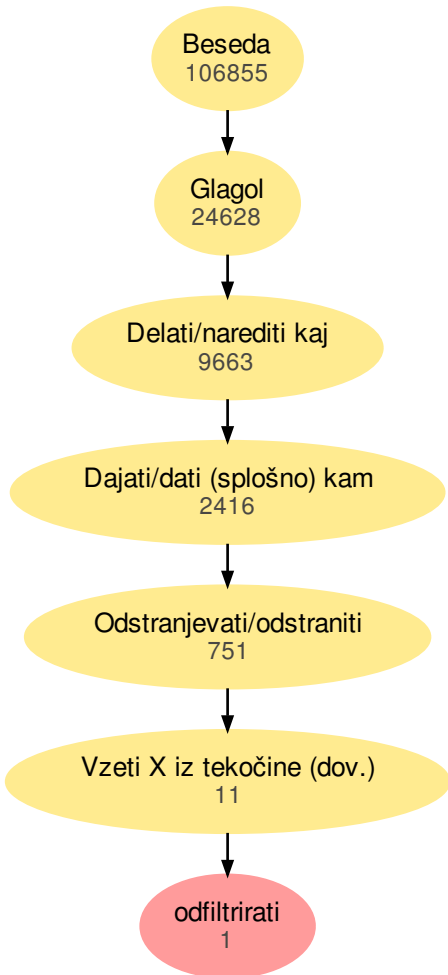 Beseda
106855
Glagol
24628
Delati/narediti kaj
9663
Dajati/dati (splošno) kam
2416
Odstranjevati/odstraniti
751
Vzeti X iz tekočine (dov.)
11
odfiltrirati
1